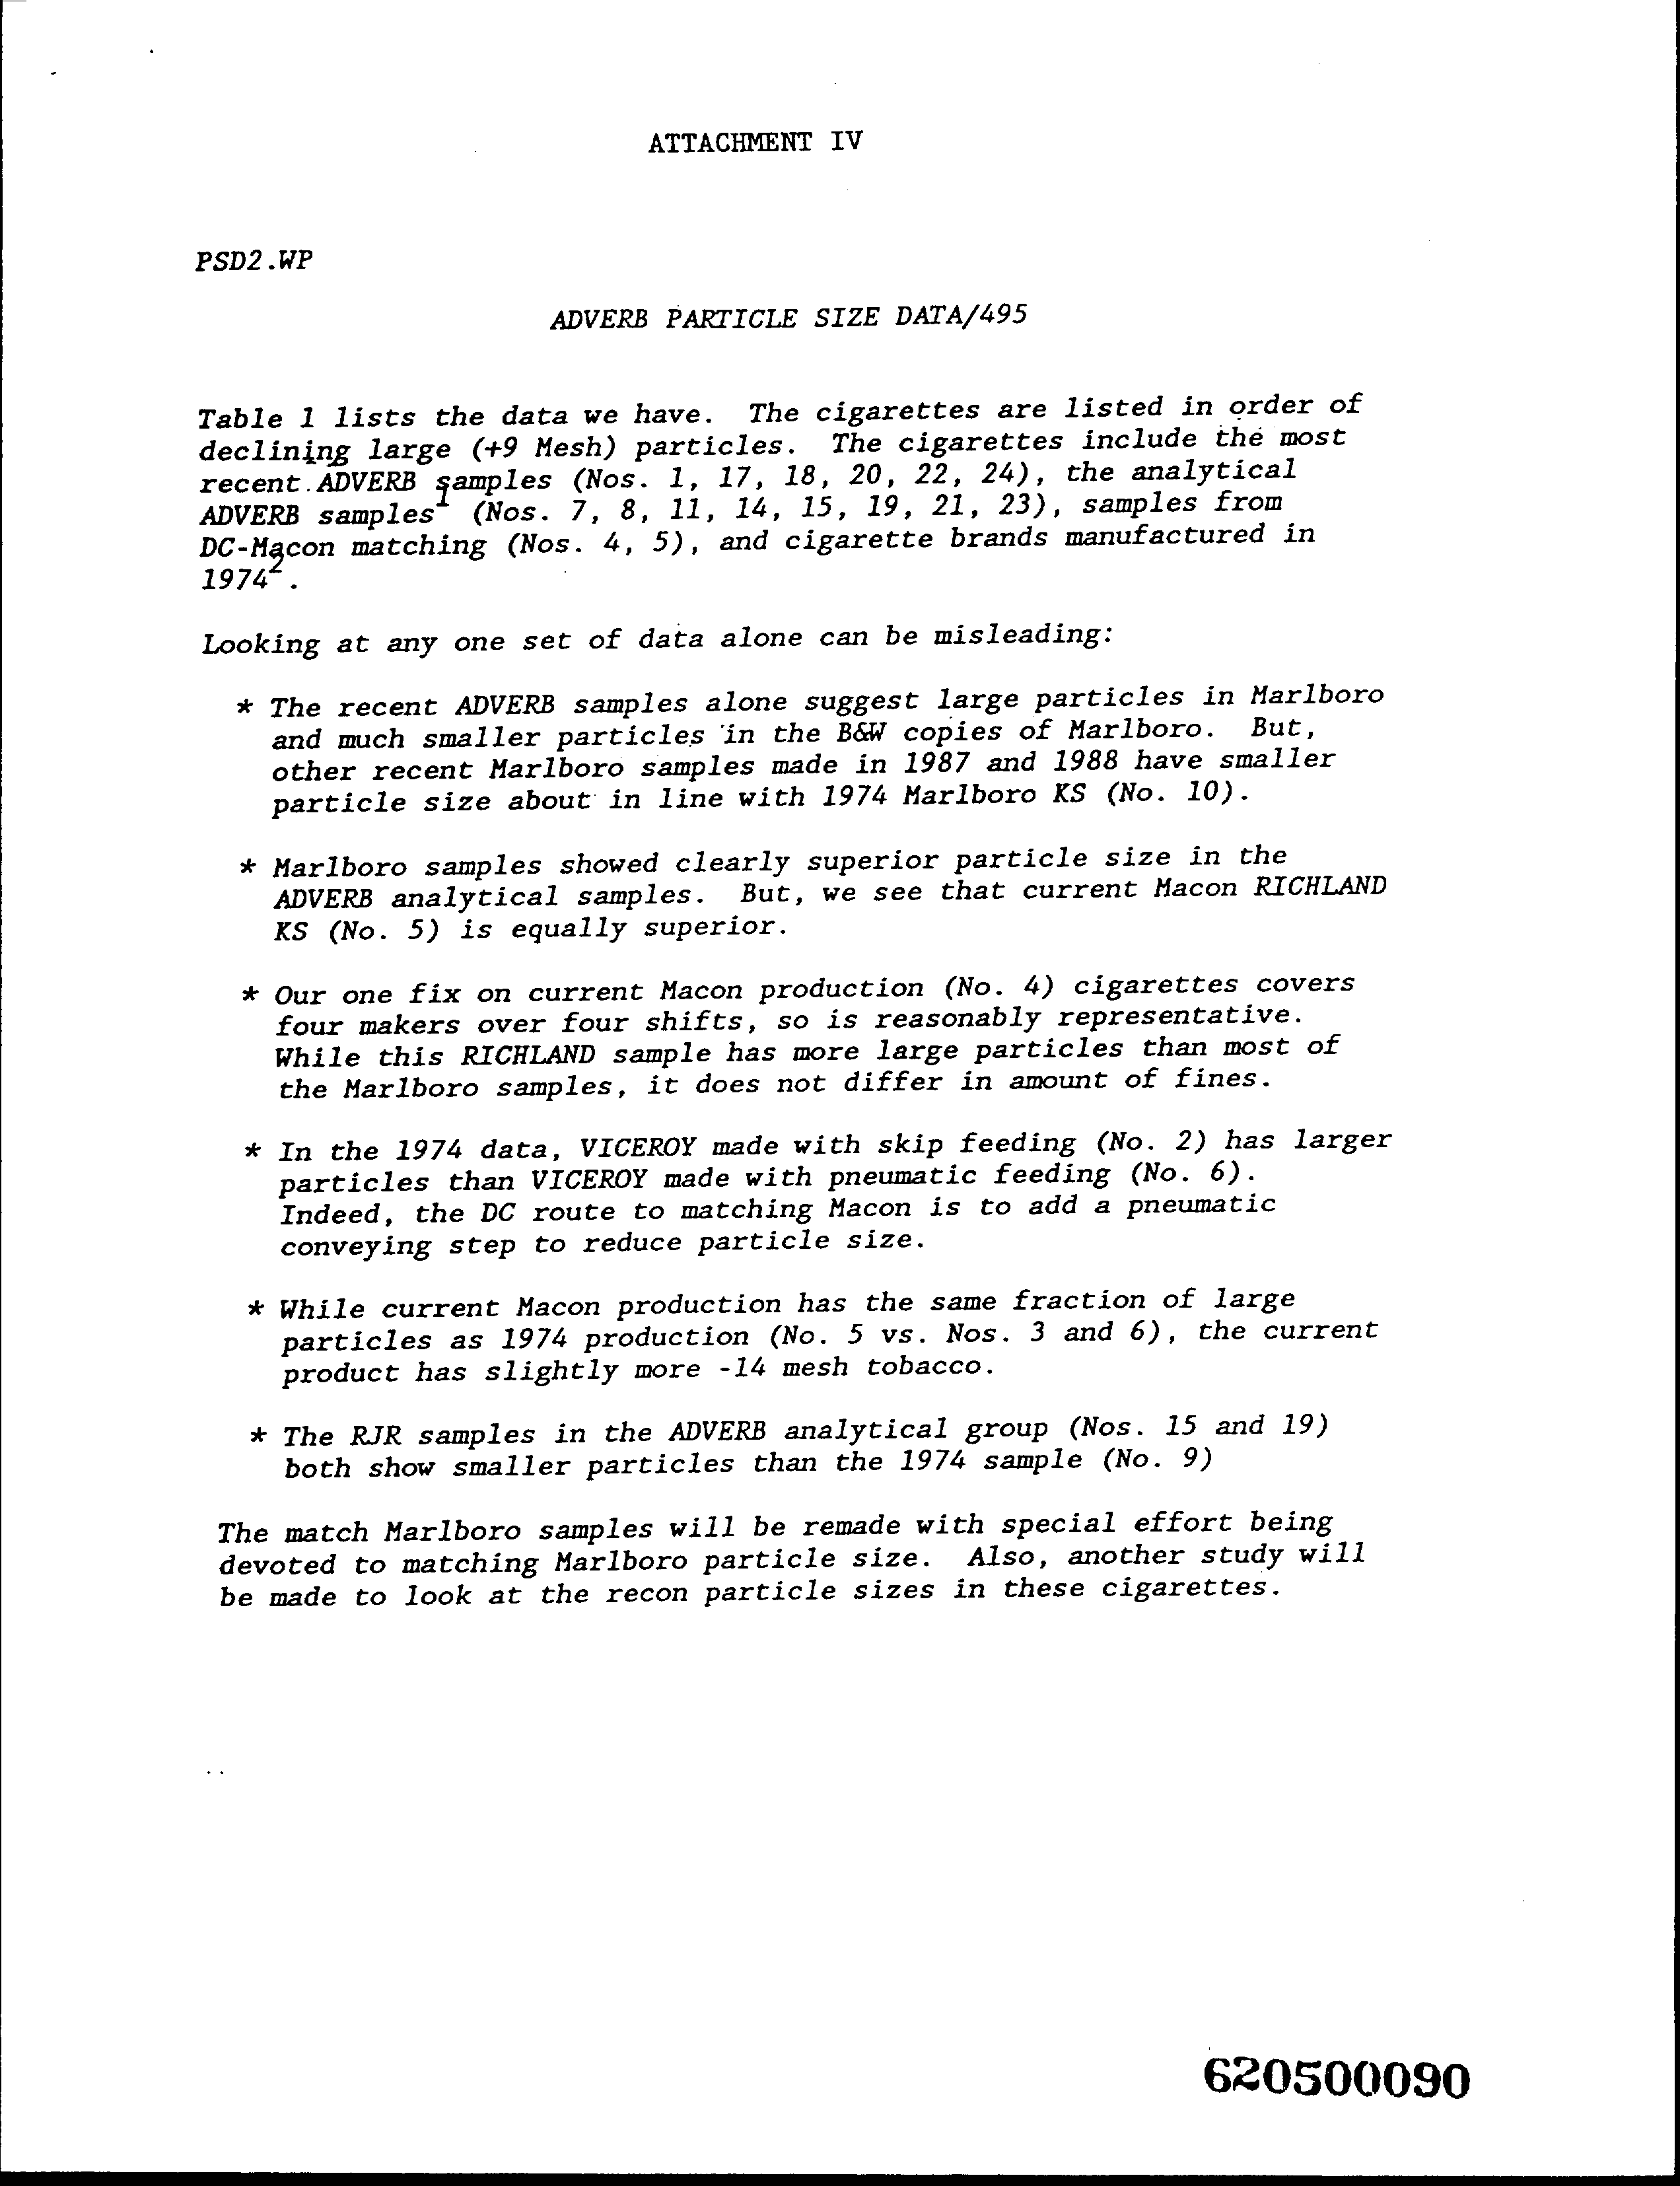 ATTACHMENT IV
PSD2.WP
ADVERB PARTICLE SIZE DATA/495
Table 1 lists the data we have. The cigarettes are listed in order of
declining large (+9 Mesh) particles. The cigarettes include the most
recent ADVERB samples (Nos. 1, 17, 18, 20, 22, 24), the analytical
ADVERB samples¹ (Nos. 7, 8, 11, 14, 15, 19, 21, 23), samples from
DC-Macon matching (Nos. 4, 5), and cigarette brands manufactured in
1974².
Looking at any one set of data alone can be misleading:
* The recent ADVERB samples alone suggest large particles in Marlboro
and much smaller particles in the B&W copies of Marlboro. But,
other recent Marlboro samples made in 1987 and 1988 have smaller
particle size about in line with 1974 Marlboro KS (No. 10).
* Marlboro samples showed clearly superior particle size in the
ADVERB analytical samples. But, we see that current Macon RICHLAND
KS (No. 5) is equally superior.
* Our one fix on current Macon production (No. 4) cigarettes covers
four makers over four shifts, so is reasonably representative.
While this RICHLAND sample has more large particles than most of
the Marlboro samples, it does not differ in amount of fines.
* In the 1974 data, VICEROY made with skip feeding (No. 2) has larger
particles than VICEROY made with pneumatic feeding (No. 6).
Indeed, the DC route to matching Macon is to add a pneumatic
conveying step to reduce particle size.
* While current Macon production has the same fraction of large
particles as 1974 production (No. 5 vs. Nos. 3 and 6), the current
product has slightly more -14 mesh tobacco.
* The RJR samples in the ADVERB analytical group (Nos. 15 and 19)
both show smaller particles than the 1974 sample (No. 9)
The match Marlboro samples will be remade with special effort being
devoted to matching Marlboro particle size. Also, another study will
be made to look at the recon particle sizes in these cigarettes.
620500090